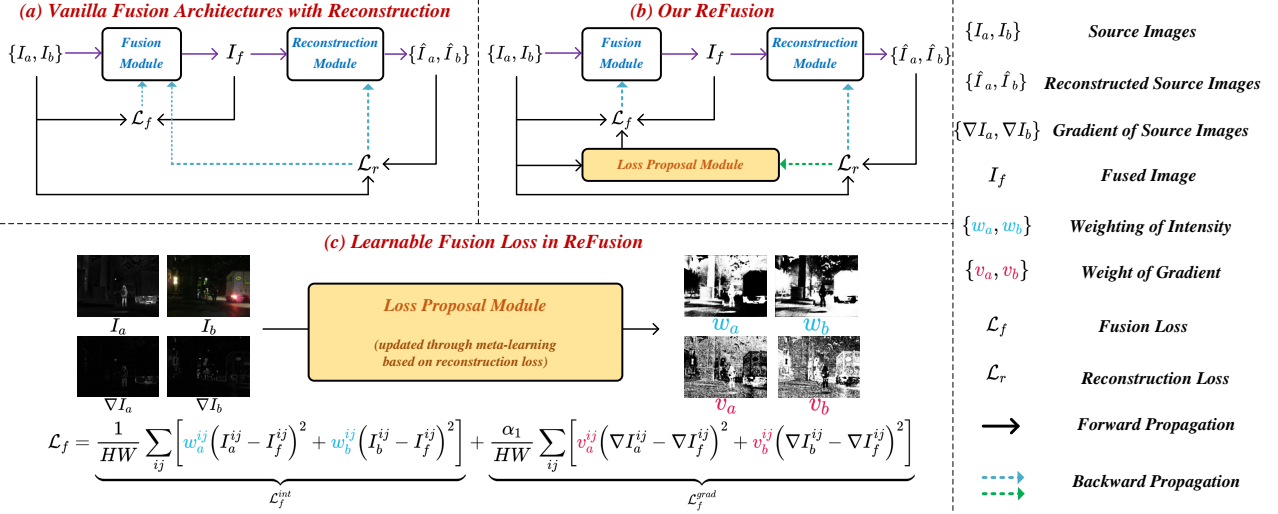 (a) Vanilla Fusion Architectures with Reconstruction
{I_a, I_b}
Fusion
Module
I_f
Reconstruction
Module
{Î_a, Î_b}
ℒ_f
ℒ_r
(b) Our ReFusion
{I_a, I_b}
Fusion
Module
I_f
Reconstruction
Module
{Î_a, Î_b}
ℒ_f
Loss Proposal Module
ℒ_r
(c) Learnable Fusion Loss in ReFusion
I_a
I_b
∇I_a
∇I_b
Loss Proposal Module
(updated through meta-learning
based on reconstruction loss)
w_a
w_b
v_a
v_b
ℒ_f = 1/HW ∑_{ij} [w_a^{ij}(I_a^{ij} − I_f^{ij})^2 + w_b^{ij}(I_b^{ij} − I_f^{ij})^2] + α_1/HW ∑_{ij} [v_a^{ij}(∇I_a^{ij} − ∇I_f^{ij})^2 + v_b^{ij}(∇I_b^{ij} − ∇I_f^{ij})^2]
ℒ_f^{int}
ℒ_f^{grad}
{I_a, I_b} Source Images
{Î_a, Î_b} Reconstructed Source Images
{∇I_a, ∇I_b} Gradient of Source Images
I_f Fused Image
{w_a, w_b} Weighting of Intensity
{v_a, v_b} Weight of Gradient
ℒ_f Fusion Loss
ℒ_r Reconstruction Loss
Forward Propagation
Backward Propagation